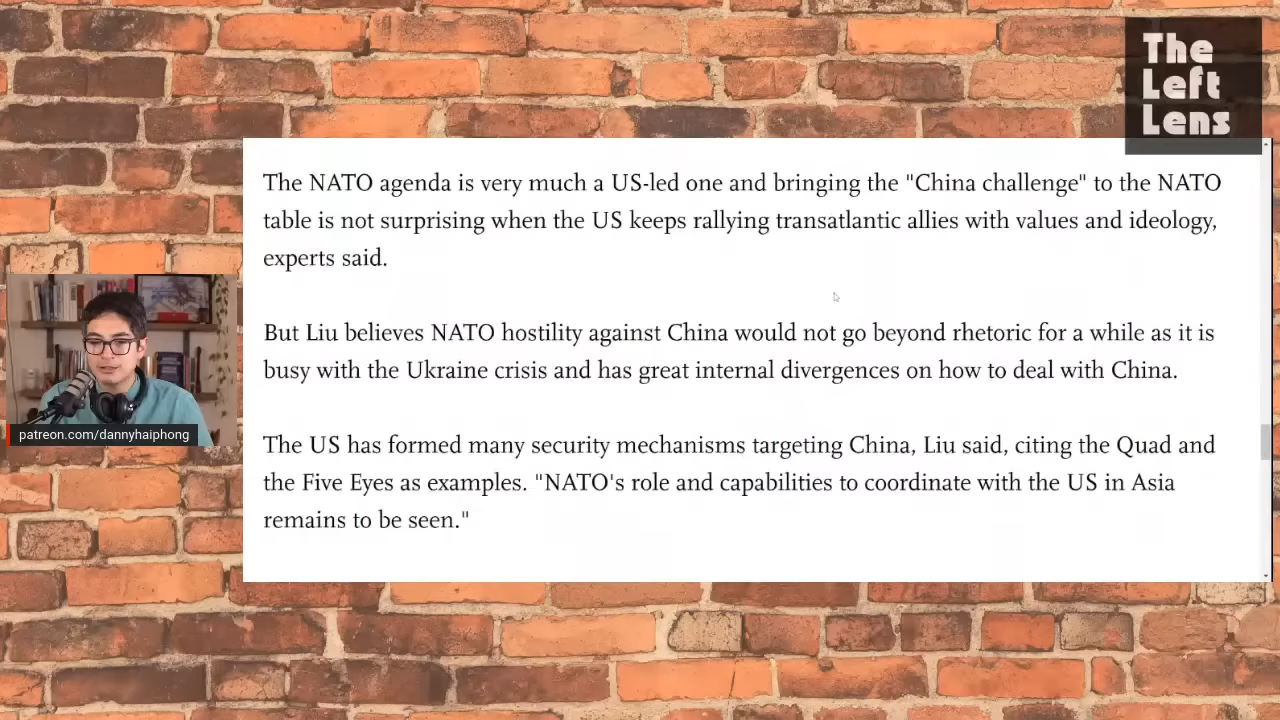 The
Left
Lens
The NATO agenda is very much a US-led one and bringing the "China challenge" to the NATO
table is not surprising when the US keeps rallying transatlantic allies with values and ideology,
experts said.
But Liu believes NATO hostility against China would not go beyond rhetoric for a while as it is
busy with the Ukraine crisis and has great internal divergences on how to deal with China.
The US has formed many security mechanisms targeting China, Liu said, citing the Quad and
the Five Eyes as examples. "NATO's role and capabilities to coordinate with the US in Asia
remains to be seen."
patreon.com/dannyhaiphong